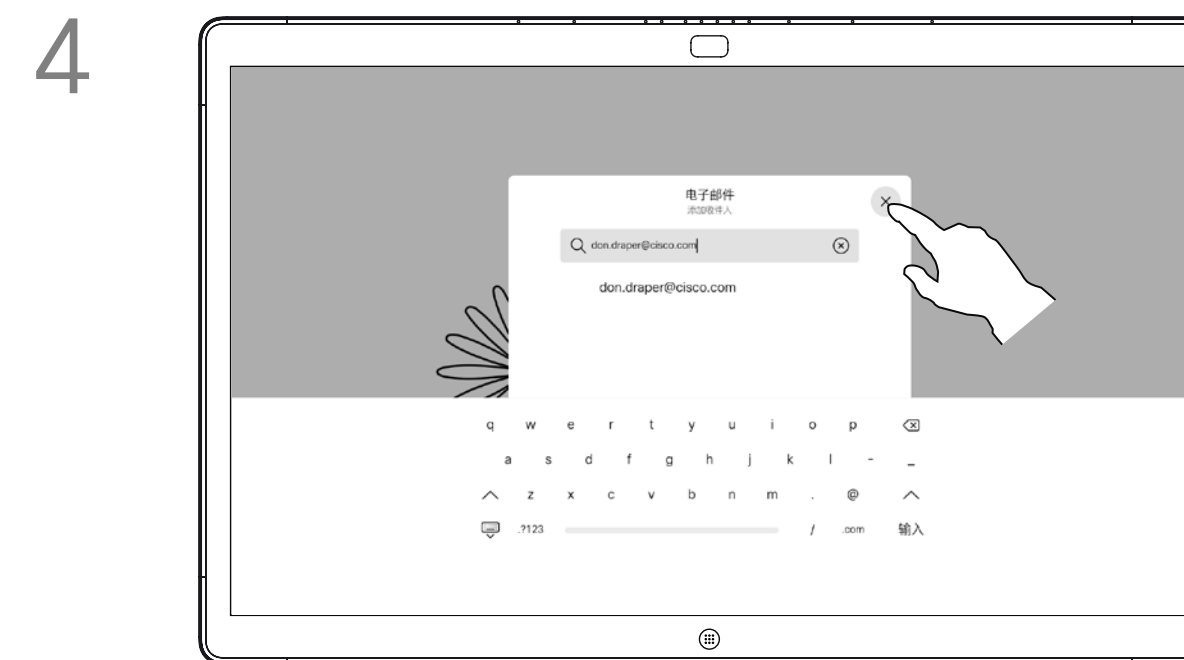 4
电子邮件
添加收件人
don.draper@cisco.com
don.draper@cisco.com
q w e r t y u i o p
a s d f g h j k l - _
z x c v b n m . @
.?123 / .com 输入